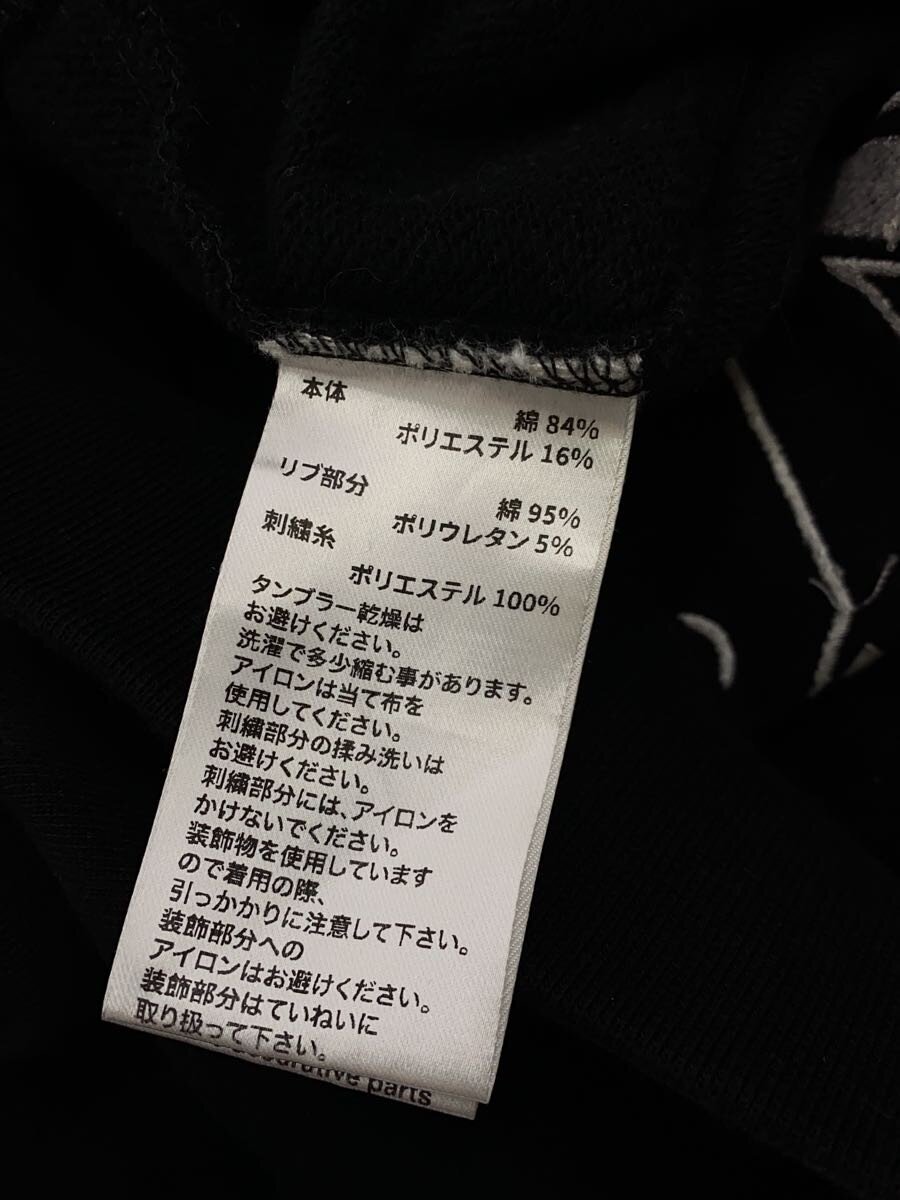 本体
綿 84%
ポリエステル 16%
リブ部分
綿 95%
ポリウレタン 5%
刺繍糸
ポリエステル 100%
タンブラー乾燥は
お避けください。
洗濯で多少縮む事があります。
アイロンは当て布を
使用してください。
刺繍部分の揉み洗いは
お避けください。
刺繍部分には、アイロンを
かけないでください。
装飾物を使用しています
ので着用の際、
引っかかりに注意して下さい。
装飾部分への
アイロンはお避けください。
装飾部分はていねいに
取り扱って下さい。
parts